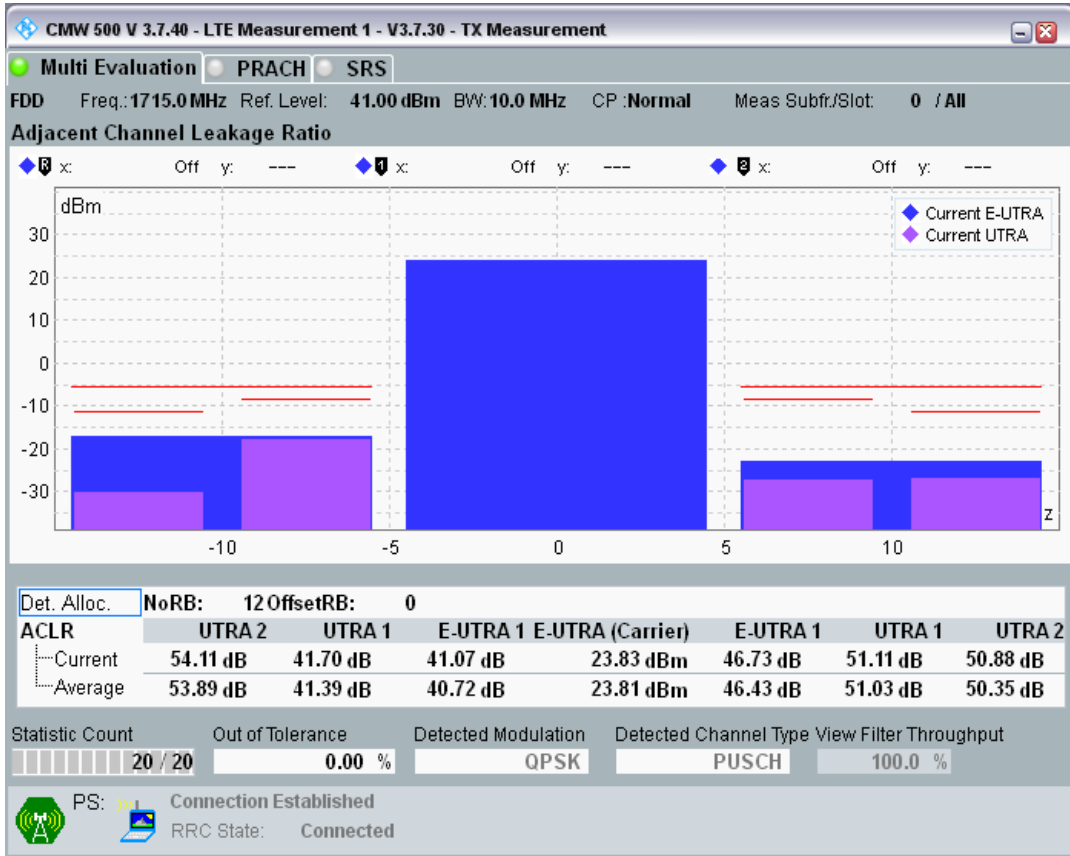 CMW 500 V 3.7.40 - LTE Measurement 1 - V3.7.30 - TX Measurement
Multi Evaluation PRACH SRS
FDD Freq.:1715.0 MHz Ref. Level: 41.00 dBm BW:10.0 MHz CP :Normal Meas Subfr./Slot: 0 / All
Adjacent Channel Leakage Ratio
R x: Off y: --- 1 x: Off y: --- 2 x: Off y: ---
dBm
Current E-UTRA
Current UTRA
30
20
10
0
-10
-20
-30
z
-10 -5 0 5 10
Det. Alloc. NoRB: 12 OffsetRB: 0
ACLR UTRA 2 UTRA 1 E-UTRA 1 E-UTRA (Carrier) E-UTRA 1 UTRA 1 UTRA 2
Current 54.11 dB 41.70 dB 41.07 dB 23.83 dBm 46.73 dB 51.11 dB 50.88 dB
Average 53.89 dB 41.39 dB 40.72 dB 23.81 dBm 46.43 dB 51.03 dB 50.35 dB
Statistic Count Out of Tolerance Detected Modulation Detected Channel Type View Filter Throughput
20 / 20 0.00 % QPSK PUSCH 100.0 %
PS: Connection Established
RRC State: Connected